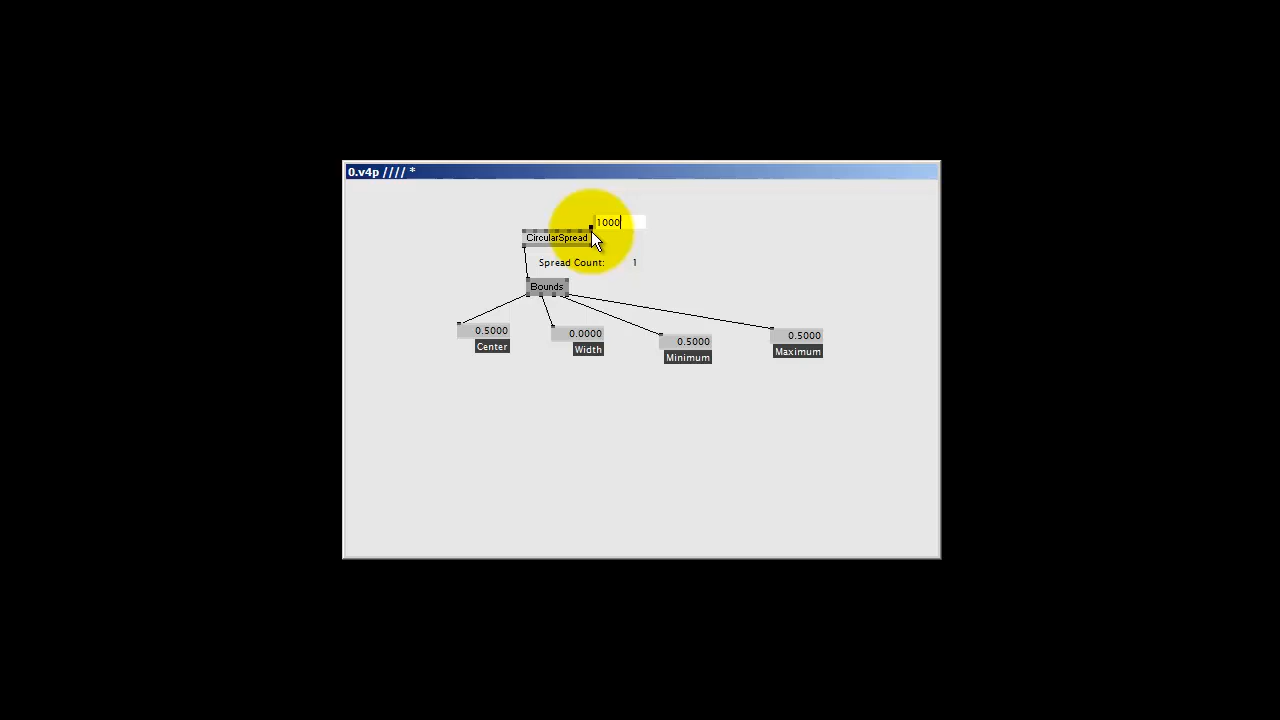 0.v4p //// *
1000
CircularSpread
Spread Count: 1
Bounds
0.5000
Center
0.0000
Width
0.5000
Minimum
0.5000
Maximum